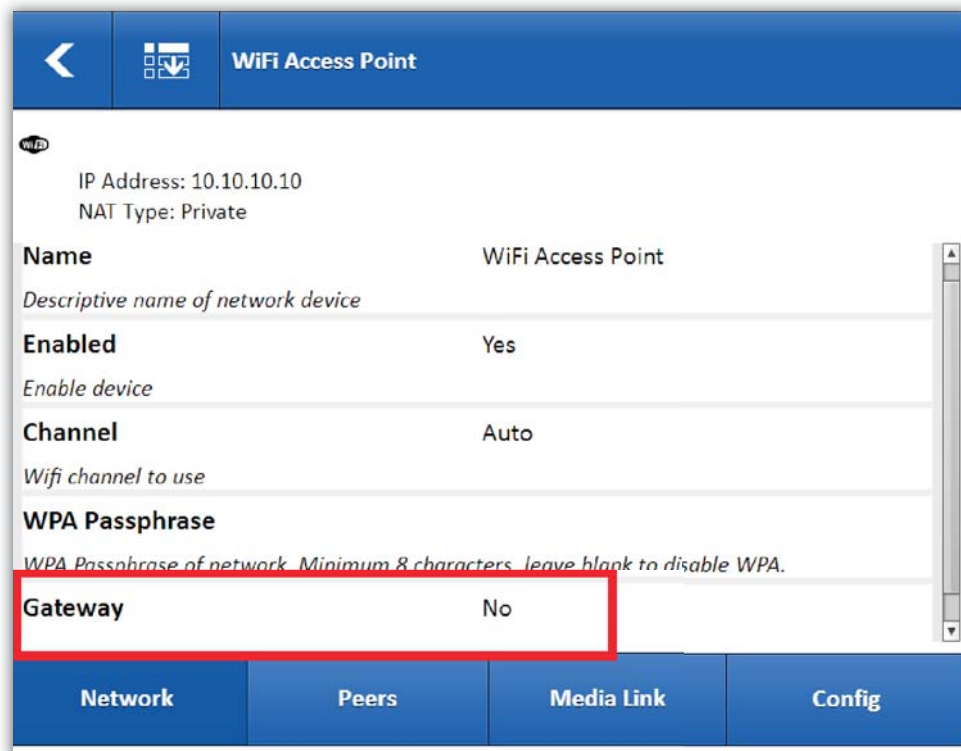 WiFi Access Point
WiFi
IP Address: 10.10.10.10
NAT Type: Private
Name WiFi Access Point
Descriptive name of network device
Enabled Yes
Enable device
Channel Auto
Wifi channel to use
WPA Passphrase
WPA Passphrase of network. Minimum 8 characters, leave blank to disable WPA.
Gateway No
Network Peers Media Link Config